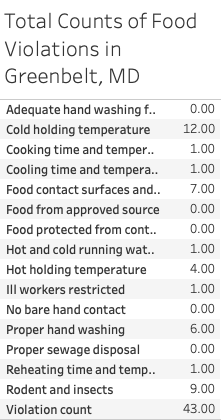 Total Counts of Food
Violations in
Greenbelt, MD
Adequate hand washing f.. 0.00
Cold holding temperature 12.00
Cooking time and temper.. 1.00
Cooling time and tempera.. 1.00
Food contact surfaces and.. 7.00
Food from approved source 0.00
Food protected from cont.. 0.00
Hot and cold running wat.. 1.00
Hot holding temperature 4.00
Ill workers restricted 1.00
No bare hand contact 0.00
Proper hand washing 6.00
Proper sewage disposal 0.00
Reheating time and temp.. 1.00
Rodent and insects 9.00
Violation count 43.00